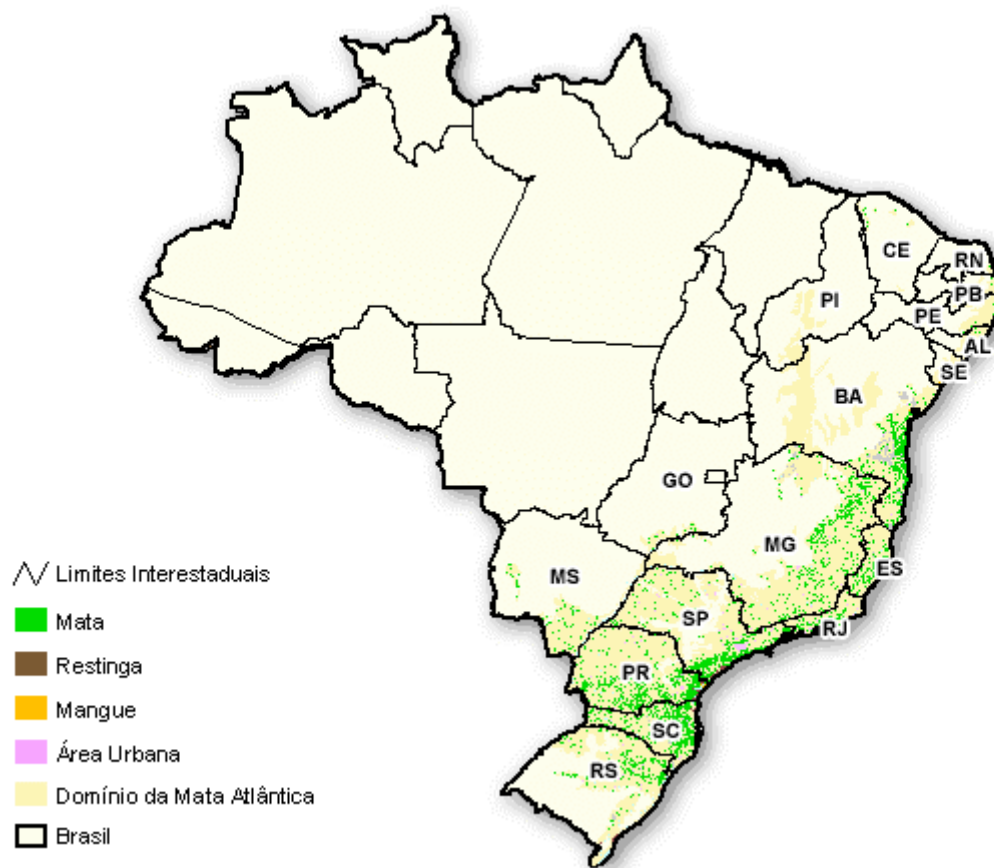 CE
RN
PI
PB
PE
AL
SE
BA
GO
MG
MS
ES
SP
RJ
PR
SC
RS
Limites Interestaduais
Mata
Restinga
Mangue
Área Urbana
Domínio da Mata Atlântica
Brasil